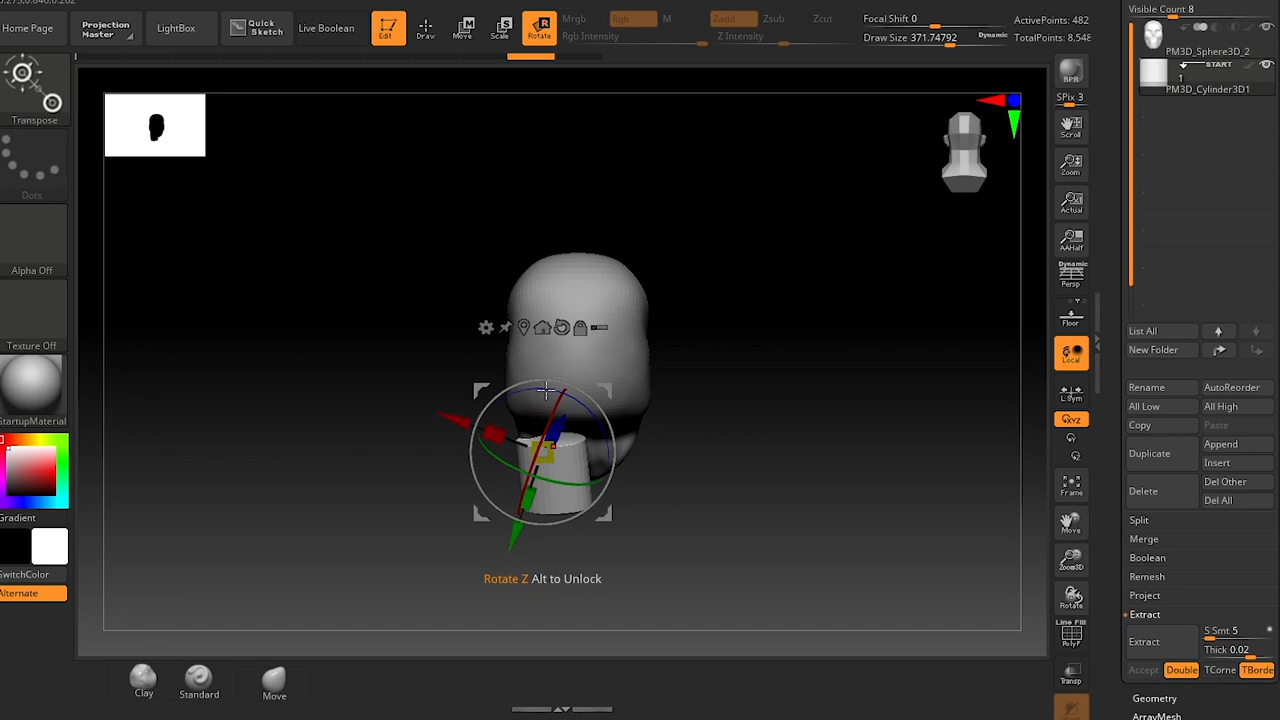 Home Page
Projection
Master
LightBox
Quick
Sketch
Live Boolean
Edit
Draw
Move
Scale
Rotate
Mrgb
Rgb
M
Rgb Intensity
Zadd
Zsub
Zcut
Z Intensity
Focal Shift 0
Draw Size 371.74792
Dynamic
ActivePoints: 482
TotalPoints: 8,548
Visible Count 8
PM3D_Sphere3D_2
START
1
PM3D_Cylinder3D1
Transpose
Dots
Alpha Off
Texture Off
StartupMaterial
Gradient
SwitchColor
Alternate
Rotate Z Alt to Unlock
Clay
Standard
Move
BPR
SPix 3
Scroll
Zoom
Actual
AAHalf
Dynamic
Persp
Floor
Local
L.Sym
Frame
Move
Zoom3D
Rotate
Line Fill
PolyF
Transp
List All
New Folder
Rename
AutoReorder
All Low
All High
Copy
Paste
Duplicate
Append
Insert
Delete
Del Other
Del All
Split
Merge
Boolean
Remesh
Project
Extract
Extract
S Smt 5
Thick 0.02
Accept
Double
TCorne
TBorde
Geometry
ArrayMesh